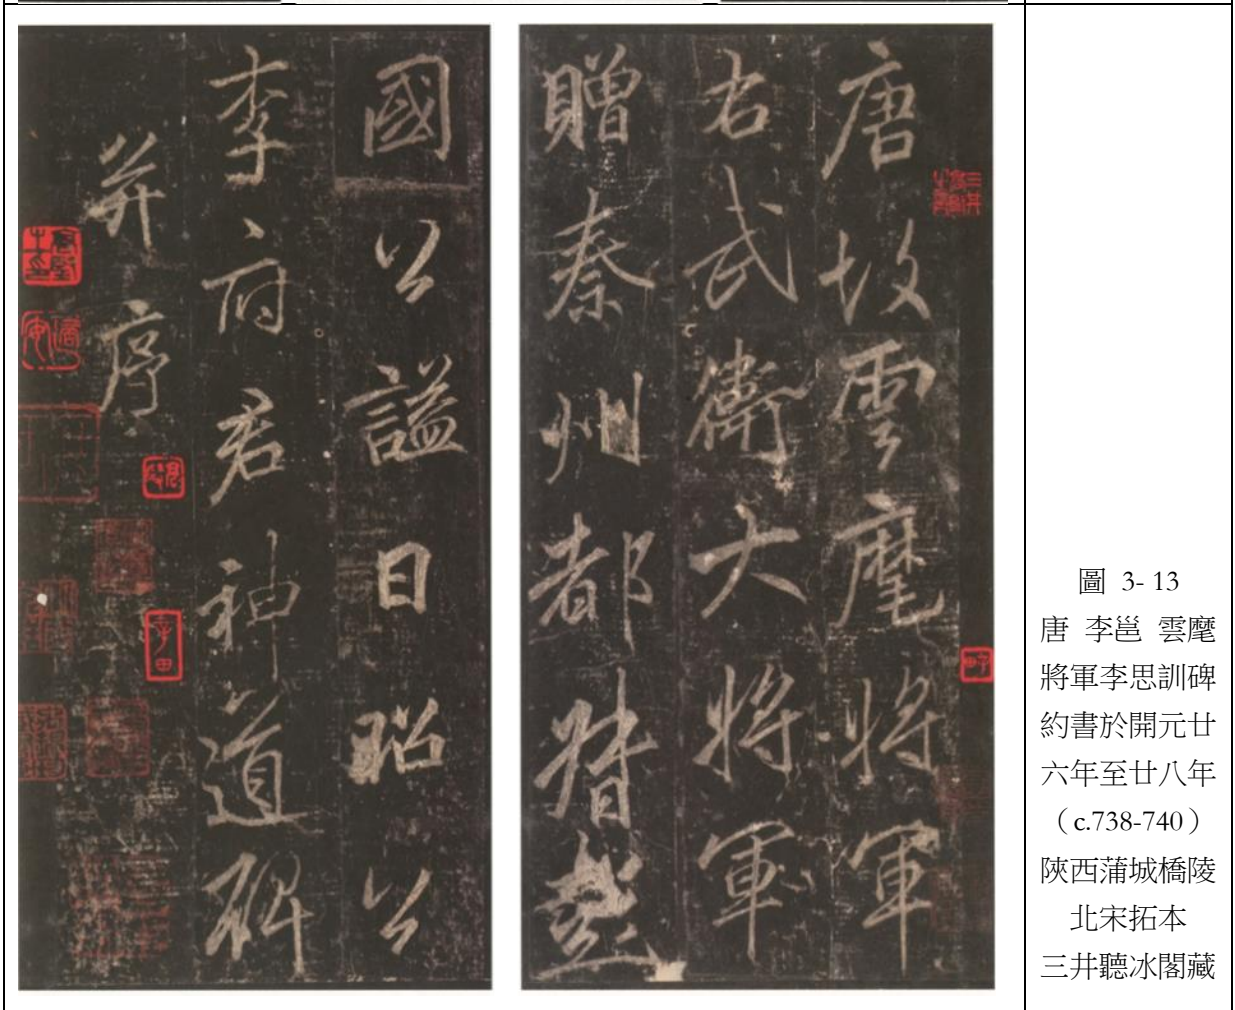 唐故雲麾將軍
右武衛大將軍
贈秦州都督彭
國公謚曰昭公
李府君神道碑
并序
圖 3- 13
唐 李邕 雲麾
將軍李思訓碑
約書於開元廿
六年至廿八年
（c.738-740）
陝西蒲城橋陵
北宋拓本
三井聽冰閣藏